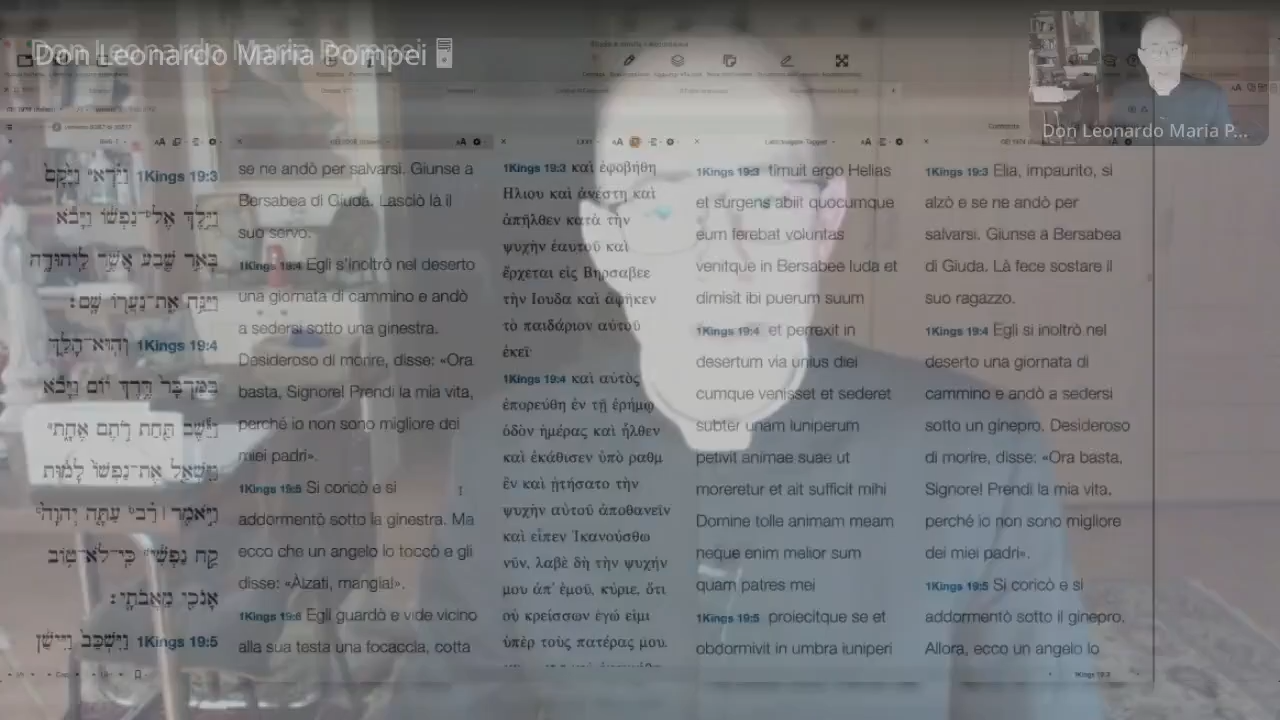 Don Leonardo Maria Pompei
Don Leonardo Maria P...
1Kings 19:3 וַיַּ֗רְא וַיָּ֙קָם֙
וַיֵּ֣לֶךְ אֶל־נַפְשׁ֔וֹ וַיָּבֹ֕א
בְּאֵ֥ר שֶׁ֖בַע אֲשֶׁ֣ר לִֽיהוּדָ֑ה
וַיַּנַּ֥ח אֶֽת־נַעֲר֖וֹ שָֽׁם׃
1Kings 19:4 וְהֽוּא־הָלַ֤ךְ
בַּמִּדְבָּר֙ דֶּ֣רֶךְ י֔וֹם וַיָּבֹ֕א
וַיֵּ֕שֶׁב תַּ֖חַת רֹ֣תֶם אֶחָ֑ת
וַיִּשְׁאַ֤ל אֶת־נַפְשׁוֹ֙ לָמ֔וּת
וַיֹּ֣אמֶר ׀ רַ֗ב עַתָּ֤ה יְהוָה֙
קַ֣ח נַפְשִׁ֔י כִּֽי־לֹא־ט֥וֹב
אָנֹכִ֖י מֵאֲבֹתָֽי׃
1Kings 19:5 וַיִּשְׁכַּב֙ וַיִּישַׁ֔ן
se ne andò per salvarsi. Giunse a
Bersabea di Giuda. Lasciò là il
suo servo.
1Kings 19:4 Egli s'inoltrò nel deserto
una giornata di cammino e andò
a sedersi sotto una ginestra.
Desideroso di morire, disse: «Ora
basta, Signore! Prendi la mia vita,
perché io non sono migliore dei
miei padri».
1Kings 19:5 Si coricò e si
addormentò sotto la ginestra. Ma
ecco che un angelo lo toccò e gli
disse: «Àlzati, mangia!».
1Kings 19:6 Egli guardò e vide vicino
alla sua testa una focaccia, cotta
1Kings 19:3 καὶ ἐφοβήθη
Ηλιου καὶ ἀνέστη καὶ
ἀπῆλθεν κατὰ τὴν
ψυχὴν ἑαυτοῦ καὶ
ἔρχεται εἰς Βηρσαβεε
τὴν Ιουδα καὶ ἀφῆκεν
τὸ παιδάριον αὐτοῦ
ἐκεῖ·
1Kings 19:4 καὶ αὐτὸς
ἐπορεύθη ἐν τῇ ἐρήμῳ
ὁδὸν ἡμέρας καὶ ἦλθεν
καὶ ἐκάθισεν ὑπὸ ραθμ
ἓν καὶ ᾐτήσατο τὴν
ψυχὴν αὐτοῦ ἀποθανεῖν
καὶ εἶπεν Ἱκανούσθω
νῦν, λαβὲ δὴ τὴν ψυχήν
μου ἀπ' ἐμοῦ, κύριε, ὅτι
οὐ κρείσσων ἐγώ εἰμι
ὑπὲρ τοὺς πατέρας μου.
1Kings 19:3 timuit ergo Helias
et surgens abiit quocumque
eum ferebat voluntas
venitque in Bersabee Iuda et
dimisit ibi puerum suum
1Kings 19:4 et perrexit in
desertum via unius diei
cumque venisset et sederet
subter unam iuniperum
petivit animae suae ut
moreretur et ait sufficit mihi
Domine tolle animam meam
neque enim melior sum
quam patres mei
1Kings 19:5 proiecitque se et
obdormivit in umbra iuniperi
1Kings 19:3 Elia, impaurito, si
alzò e se ne andò per
salvarsi. Giunse a Bersabea
di Giuda. Là fece sostare il
suo ragazzo.
1Kings 19:4 Egli si inoltrò nel
deserto una giornata di
cammino e andò a sedersi
sotto un ginepro. Desideroso
di morire, disse: «Ora basta,
Signore! Prendi la mia vita,
perché io non sono migliore
dei miei padri».
1Kings 19:5 Si coricò e si
addormentò sotto il ginepro.
Allora, ecco un angelo lo
1Kings 19:3